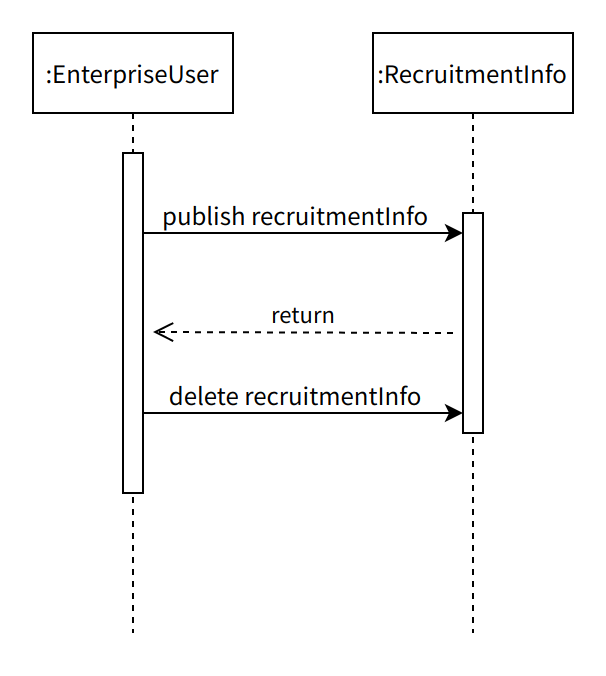 :EnterpriseUser
:RecruitmentInfo
publish recruitmentInfo
return
delete recruitmentInfo